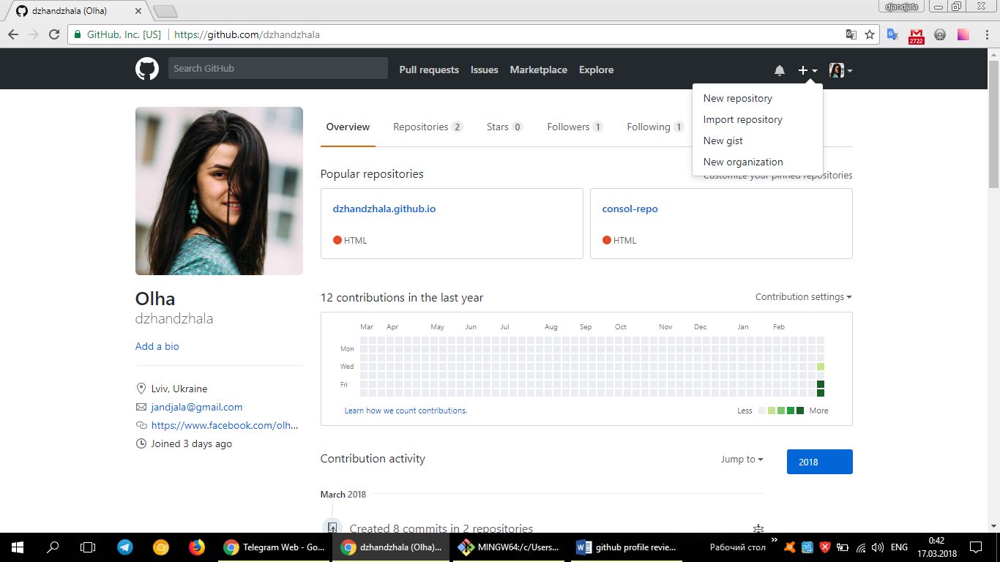 dzhandzhala (Olha)
djandjala
GitHub, Inc. [US] https://github.com/dzhandzhala
2722
Search GitHub Pull requests Issues Marketplace Explore
New repository
Import repository
New gist
New organization
Overview Repositories 2 Stars 0 Followers 1 Following 1
Popular repositories
Customize your pinned repositories
dzhandzhala.github.io
HTML
consol-repo
HTML
Olha
dzhandzhala
Add a bio
Lviv, Ukraine
jandjala@gmail.com
https://www.facebook.com/olh...
Joined 3 days ago
12 contributions in the last year
Contribution settings
Mar Apr May Jun Jul Aug Sep Oct Nov Dec Jan Feb
Mon
Wed
Fri
Learn how we count contributions.
Less More
Contribution activity
Jump to
2018
March 2018
Created 8 commits in 2 repositories
Telegram Web - Go...
dzhandzhala (Olha)...
MINGW64:/c/Users...
github profile revie...
Рабочий стол
ENG
0:42
17.03.2018